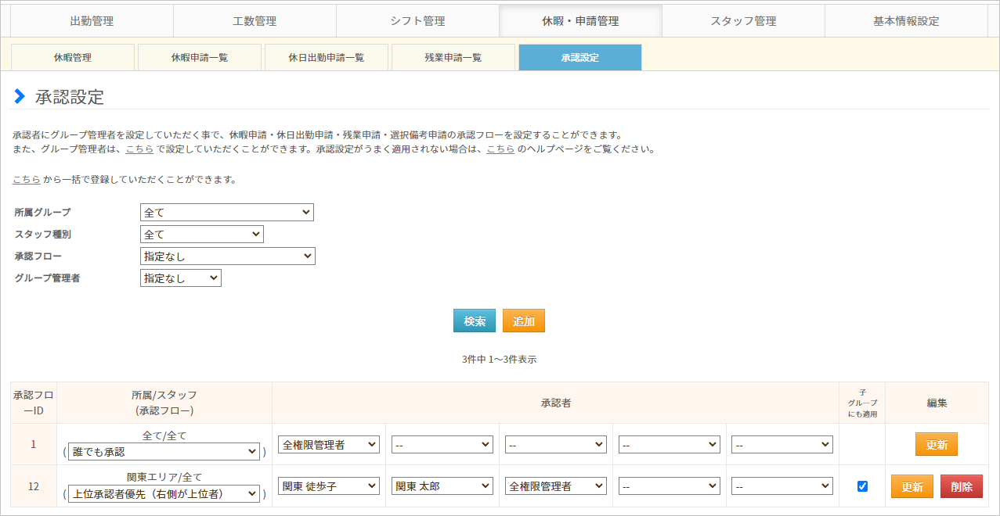 出勤管理 工数管理 シフト管理 休暇・申請管理 スタッフ管理 基本情報設定
休暇管理 休暇申請一覧 休日出勤申請一覧 残業申請一覧 承認設定
承認設定
承認者にグループ管理者を設定していただく事で、休暇申請・休日出勤申請・残業申請・選択備考申請の承認フローを設定することができます。
また、グループ管理者は、こちら で設定していただくことができます。承認設定がうまく適用されない場合は、こちら のヘルプページをご覧ください。
こちら から一括で登録していただくことができます。
所属グループ 全て
スタッフ種別 全て
承認フロー 指定なし
グループ管理者 指定なし
検索 追加
3件中 1～3件表示
承認フロ
ーID
所属/スタッフ
(承認フロー)
承認者
子
グループ
にも適用
編集
1
全て/全て
( 誰でも承認 )
全権限管理者 -- -- -- --
更新
12
関東エリア/全て
( 上位承認者優先（右側が上位者） )
関東 徒歩子 関東 太郎 全権限管理者 -- --
更新 削除